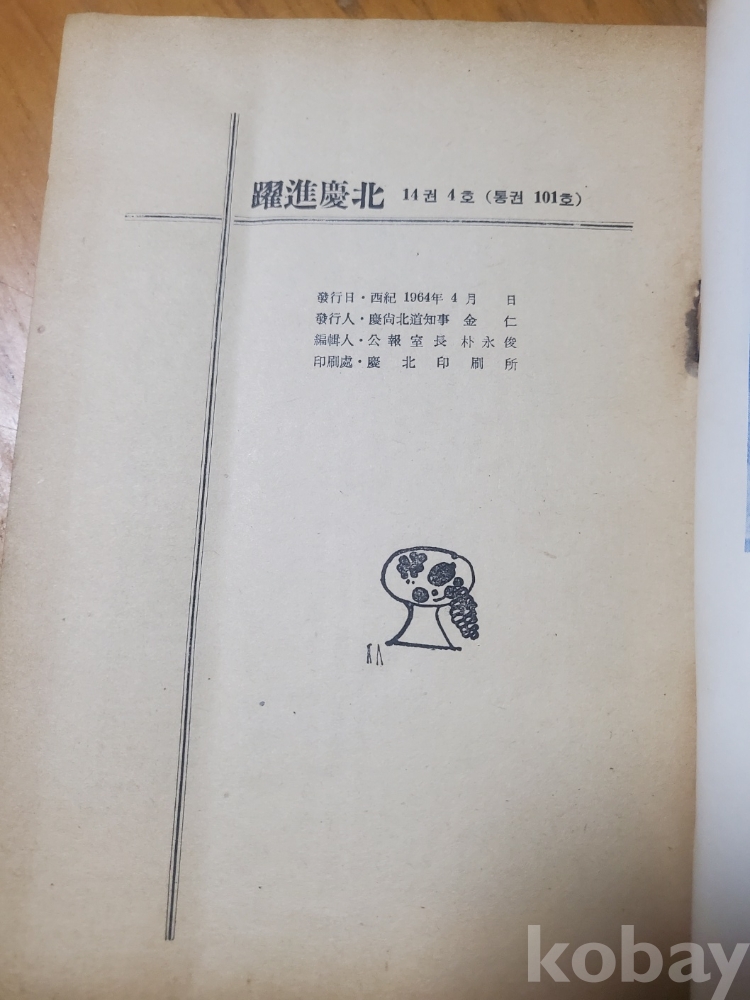 躍進慶北 14권 4호 (통권 101호)
發行日・西紀 1964年 4 月 日
發行人・慶尙北道知事 金 仁
編輯人・公報室長 朴永俊
印刷處・慶北印刷所
kobay